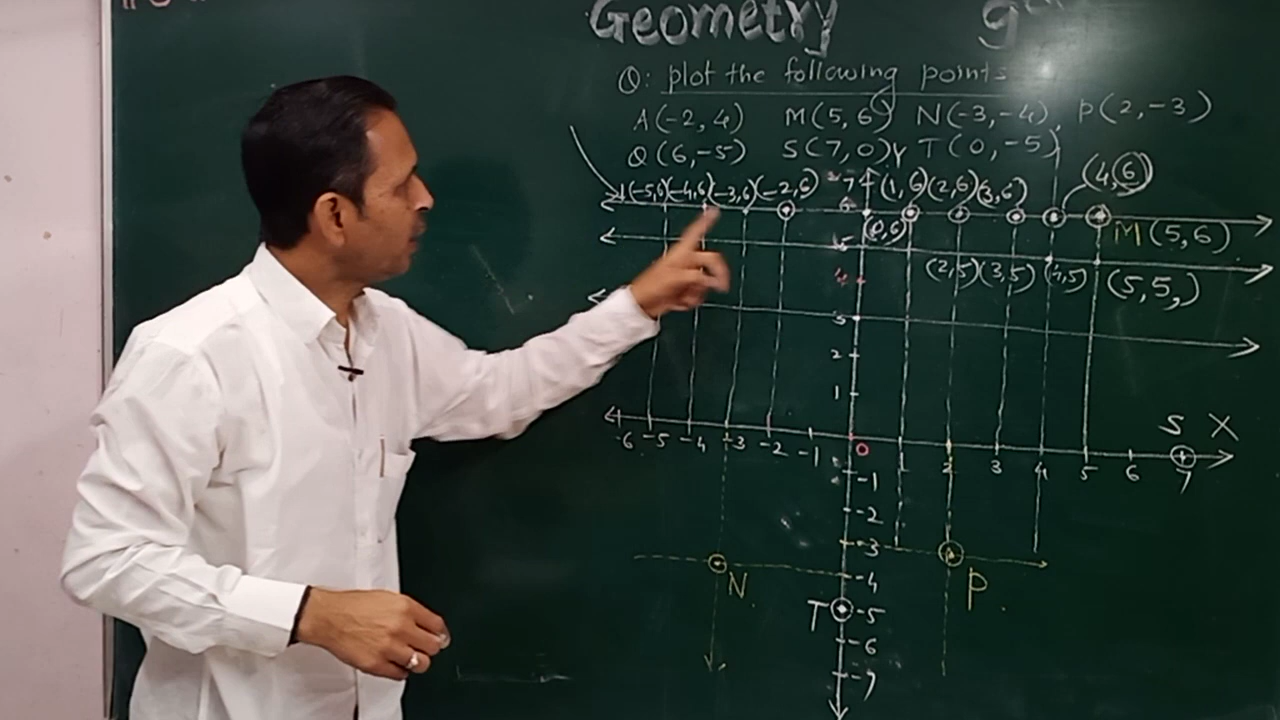 Geometry
Q: plot the following points
A(-2, 4) M(5, 6) N(-3, -4), P(2, -3)
Q(6, -5) S(7, 0) Y T(0, -5)
(-5,6)(-4,6)(-3,6)(-2,6) 7 (1,6)(2,6)(3,6) (4,6)
6 (0,6) M(5,6)
5
4 (2,5)(3,5)(4,5) (5,5,)
3
2
1
S X
-6 -5 -4 -3 -2 -1 0 1 2 3 4 5 6 7
-1
-2
-3
-4
N P
T -5
-6
-7